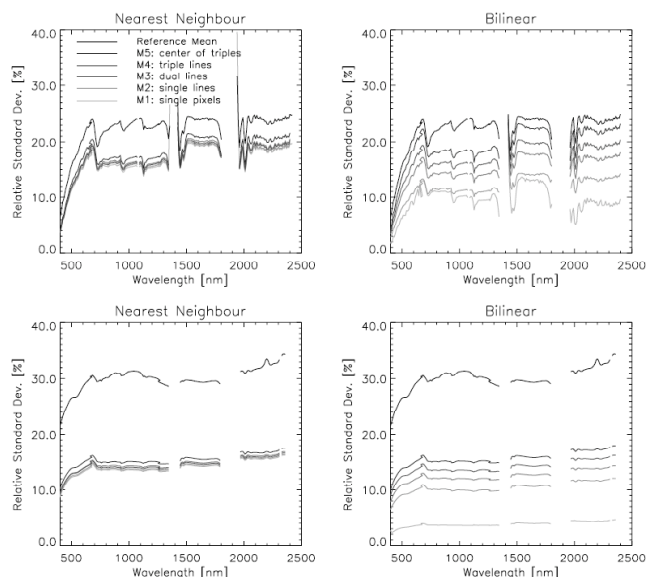 Nearest Neighbour
40.0
30.0
20.0
10.0
0.0
Relative Standard Dev. [%]
Reference Mean
M5: center of triples
M4: triple lines
M3: dual lines
M2: single lines
M1: single pixels
500 1000 1500 2000 2500
Wavelength [nm]
Bilinear
40.0
30.0
20.0
10.0
0.0
Relative Standard Dev. [%]
500 1000 1500 2000 2500
Wavelength [nm]
Nearest Neighbour
40.0
30.0
20.0
10.0
0.0
Relative Standard Dev. [%]
500 1000 1500 2000 2500
Wavelength [nm]
Bilinear
40.0
30.0
20.0
10.0
0.0
Relative Standard Dev. [%]
500 1000 1500 2000 2500
Wavelength [nm]